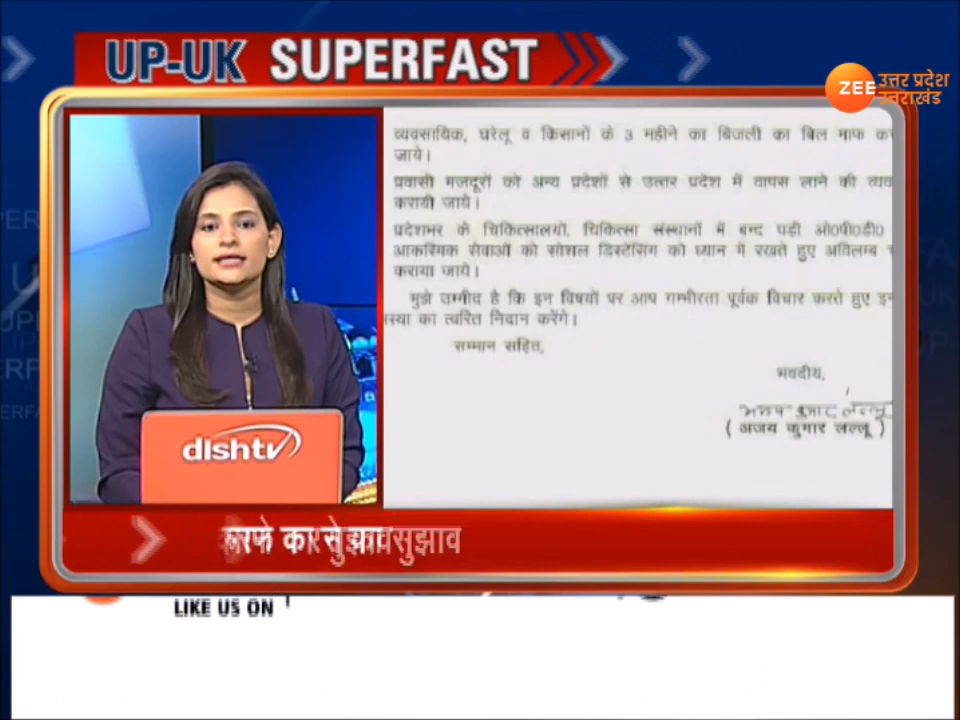 UP-UK SUPERFAST
ZEE उत्तर प्रदेश
उत्तराखंड
व्यवसायिक, घरेलू व किसानों के 3 महीने का बिजली का बिल माफ
जाये।
प्रवासी मजदूरों को अन्य प्रदेशों से उत्तर प्रदेश में वापस लाने की
करायी जाये।
प्रदेशभर के चिकित्सालयों, चिकित्सा संस्थानों में बन्द पड़ी ओ0पी0डी0
आकस्मिक सेवाओं को सोशल डिस्टेंसिंग को ध्यान में रखते हुए अविलम्ब
कराया जाये।
मुझे उम्मीद है कि इन विषयों पर आप गम्भीरता पूर्वक विचार करते हुए
का त्वरित निदान करेंगे।
सम्मान सहित,
भवदीय,
( अजय कुमार लल्लू )
dishtv
LIKE US ON